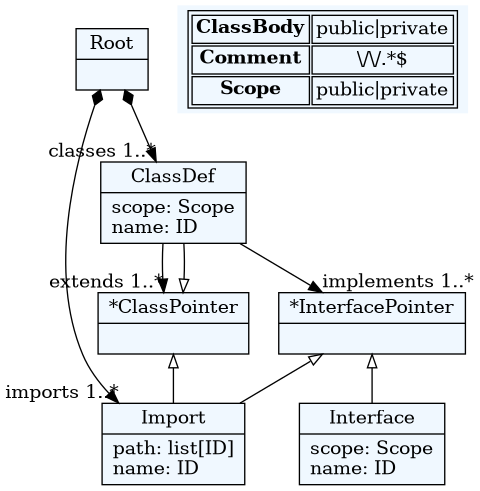 Root
ClassBody public|private
Comment \/\/.*$
Scope public|private
classes 1..*
ClassDef
scope: Scope
name: ID
extends 1..*
implements 1..*
*ClassPointer
*InterfacePointer
imports 1..*
Import
path: list[ID]
name: ID
Interface
scope: Scope
name: ID